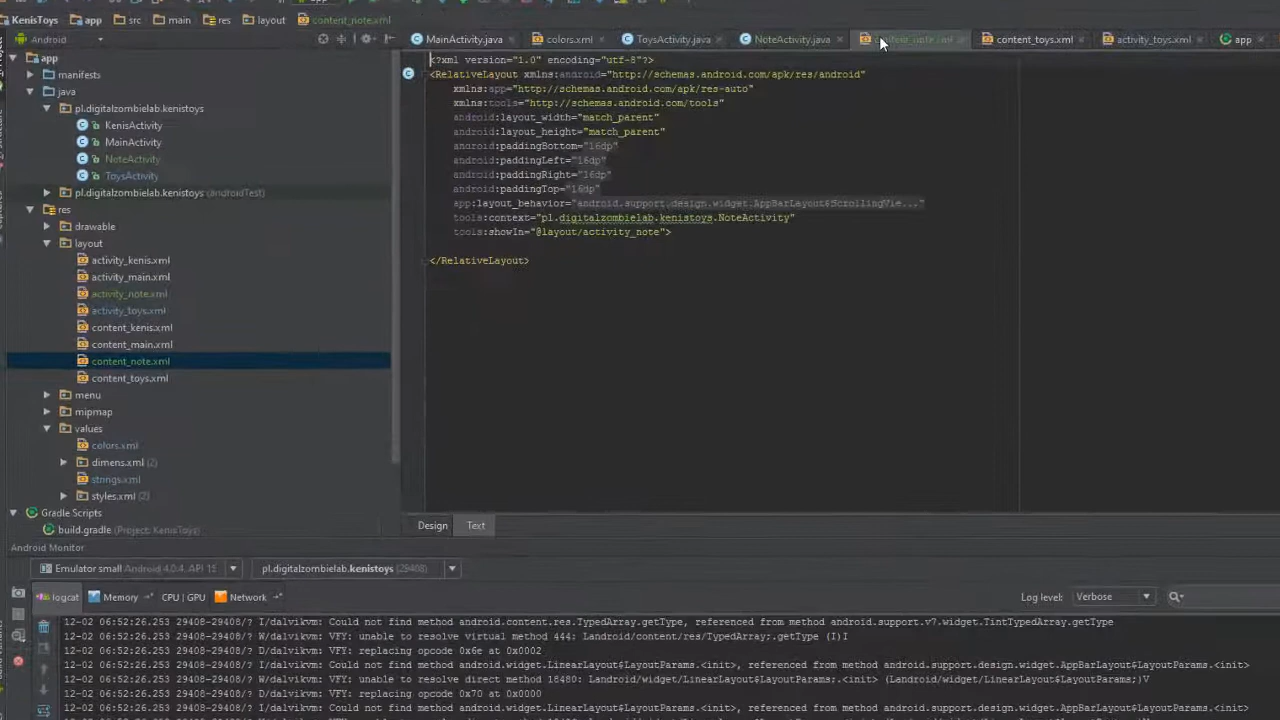 KenisToys app src main res layout content_note.xml
Android
MainActivity.java colors.xml ToysActivity.java NoteActivity.java content_note.xml content_toys.xml activity_toys.xml app
app
manifests
java
pl.digitalzombielab.kenistoys
KenisActivity
MainActivity
NoteActivity
ToysActivity
pl.digitalzombielab.kenistoys (androidTest)
res
drawable
layout
activity_kenis.xml
activity_main.xml
activity_note.xml
activity_toys.xml
content_kenis.xml
content_main.xml
content_note.xml
content_toys.xml
menu
mipmap
values
colors.xml
dimens.xml (2)
strings.xml
styles.xml (2)
Gradle Scripts
build.gradle (Project: KenisToys)
<?xml version="1.0" encoding="utf-8"?>
<RelativeLayout xmlns:android="http://schemas.android.com/apk/res/android"
xmlns:app="http://schemas.android.com/apk/res-auto"
xmlns:tools="http://schemas.android.com/tools"
android:layout_width="match_parent"
android:layout_height="match_parent"
android:paddingBottom="16dp"
android:paddingLeft="16dp"
android:paddingRight="16dp"
android:paddingTop="16dp"
app:layout_behavior="android.support.design.widget.AppBarLayout$ScrollingVie..."
tools:context="pl.digitalzombielab.kenistoys.NoteActivity"
tools:showIn="@layout/activity_note">
</RelativeLayout>
Design Text
Android Monitor
Emulator small Android 4.0.4, API 15 pl.digitalzombielab.kenistoys (29408)
logcat Memory CPU | GPU Network Log level: Verbose
12-02 06:52:26.253 29408-29408/? I/dalvikvm: Could not find method android.content.res.TypedArray.getType, referenced from method android.support.v7.widget.TintTypedArray.getType
12-02 06:52:26.253 29408-29408/? W/dalvikvm: VFY: unable to resolve virtual method 444: Landroid/content/res/TypedArray;.getType (I)I
12-02 06:52:26.253 29408-29408/? D/dalvikvm: VFY: replacing opcode 0x6e at 0x0002
12-02 06:52:26.253 29408-29408/? I/dalvikvm: Could not find method android.widget.LinearLayout$LayoutParams.<init>, referenced from method android.support.design.widget.AppBarLayout$LayoutParams.<init>
12-02 06:52:26.253 29408-29408/? W/dalvikvm: VFY: unable to resolve direct method 18480: Landroid/widget/LinearLayout$LayoutParams;.<init> (Landroid/widget/LinearLayout$LayoutParams;)V
12-02 06:52:26.253 29408-29408/? D/dalvikvm: VFY: replacing opcode 0x70 at 0x0000
12-02 06:52:26.253 29408-29408/? I/dalvikvm: Could not find method android.widget.LinearLayout$LayoutParams.<init>, referenced from method android.support.design.widget.AppBarLayout$LayoutParams.<init>